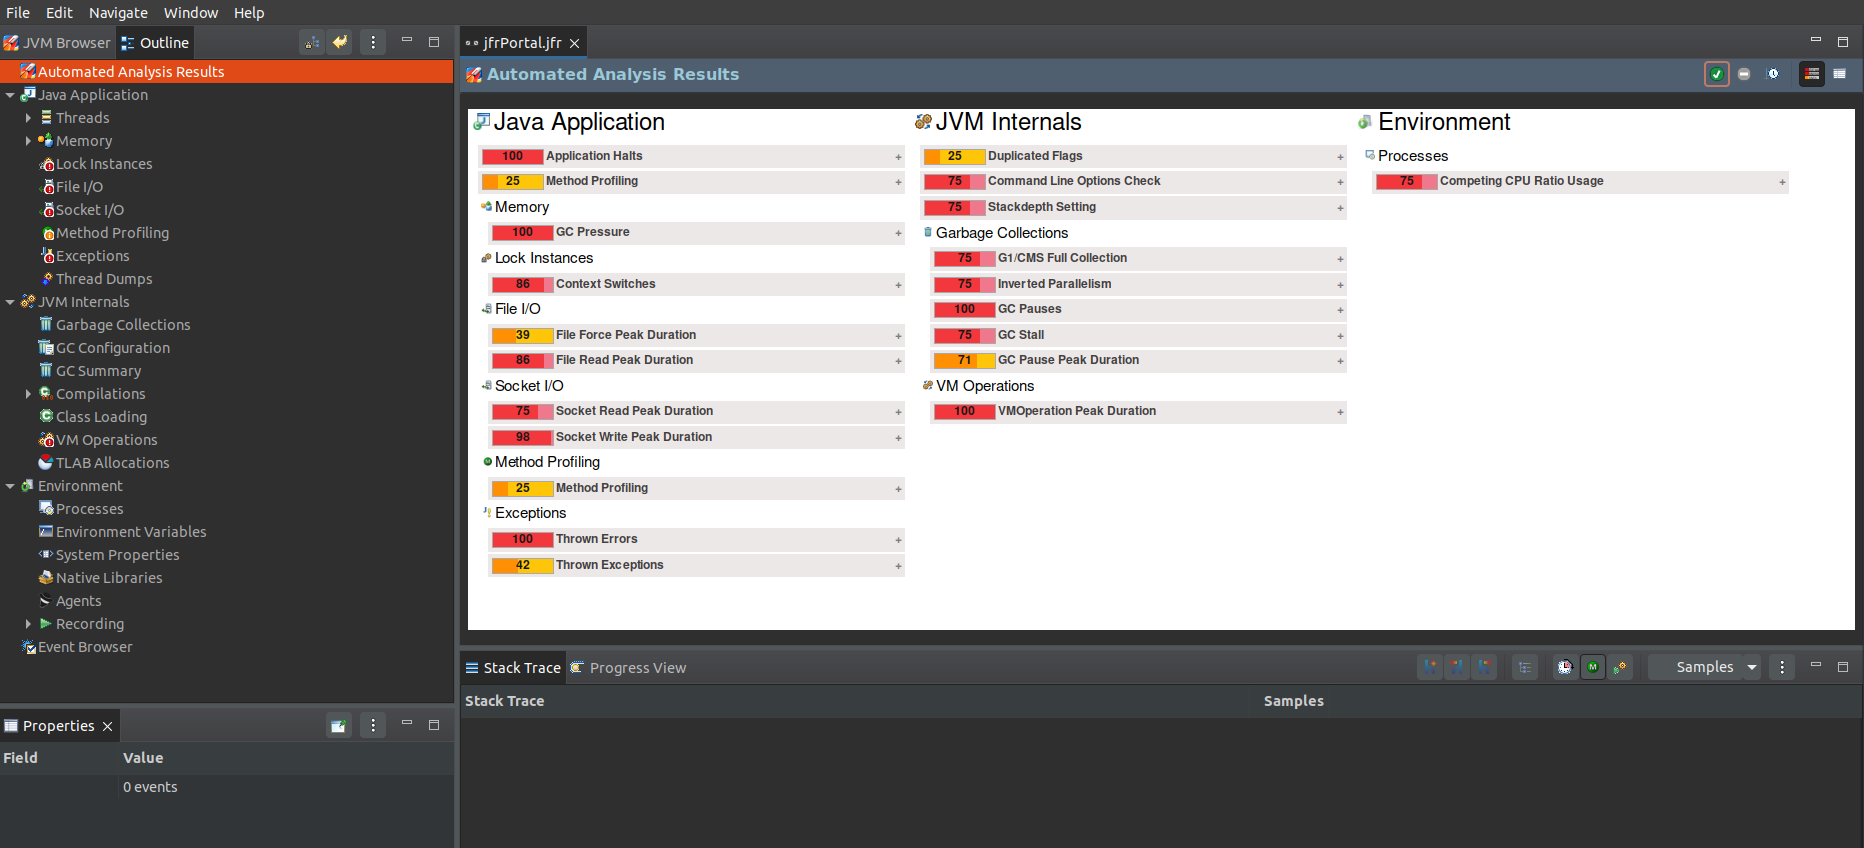 File Edit Navigate Window Help
JVM Browser Outline
Automated Analysis Results
Java Application
Threads
Memory
Lock Instances
File I/O
Socket I/O
Method Profiling
Exceptions
Thread Dumps
JVM Internals
Garbage Collections
GC Configuration
GC Summary
Compilations
Class Loading
VM Operations
TLAB Allocations
Environment
Processes
Environment Variables
System Properties
Native Libraries
Agents
Recording
Event Browser
Properties
Field Value
0 events
jfrPortal.jfr
Automated Analysis Results
Java Application
100 Application Halts +
25 Method Profiling +
Memory
100 GC Pressure +
Lock Instances
86 Context Switches +
File I/O
39 File Force Peak Duration +
86 File Read Peak Duration +
Socket I/O
75 Socket Read Peak Duration +
98 Socket Write Peak Duration +
Method Profiling
25 Method Profiling +
Exceptions
100 Thrown Errors +
42 Thrown Exceptions +
JVM Internals
25 Duplicated Flags +
75 Command Line Options Check +
75 Stackdepth Setting +
Garbage Collections
75 G1/CMS Full Collection +
75 Inverted Parallelism +
100 GC Pauses +
75 GC Stall +
71 GC Pause Peak Duration +
VM Operations
100 VMOperation Peak Duration +
Environment
Processes
75 Competing CPU Ratio Usage +
Stack Trace Progress View
Samples
Stack Trace Samples